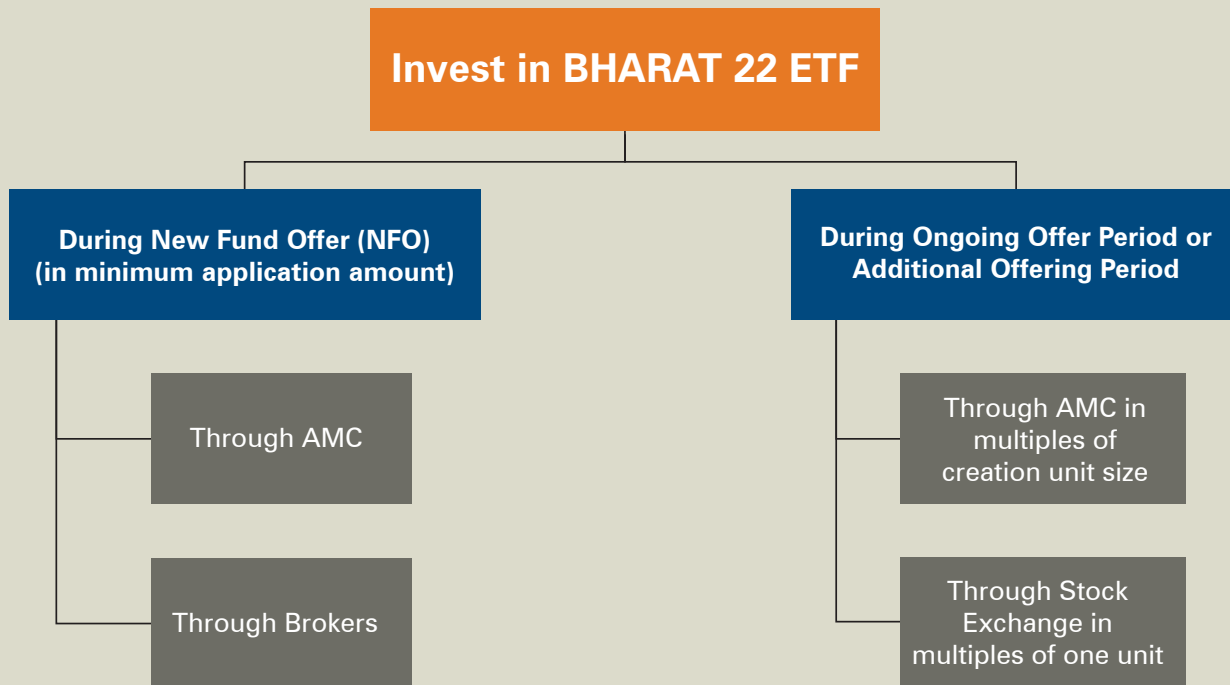 Invest in BHARAT 22 ETF
During New Fund Offer (NFO)
(in minimum application amount)
Through AMC
Through Brokers
During Ongoing Offer Period or
Additional Offering Period
Through AMC in
multiples of
creation unit size
Through Stock
Exchange in
multiples of one unit